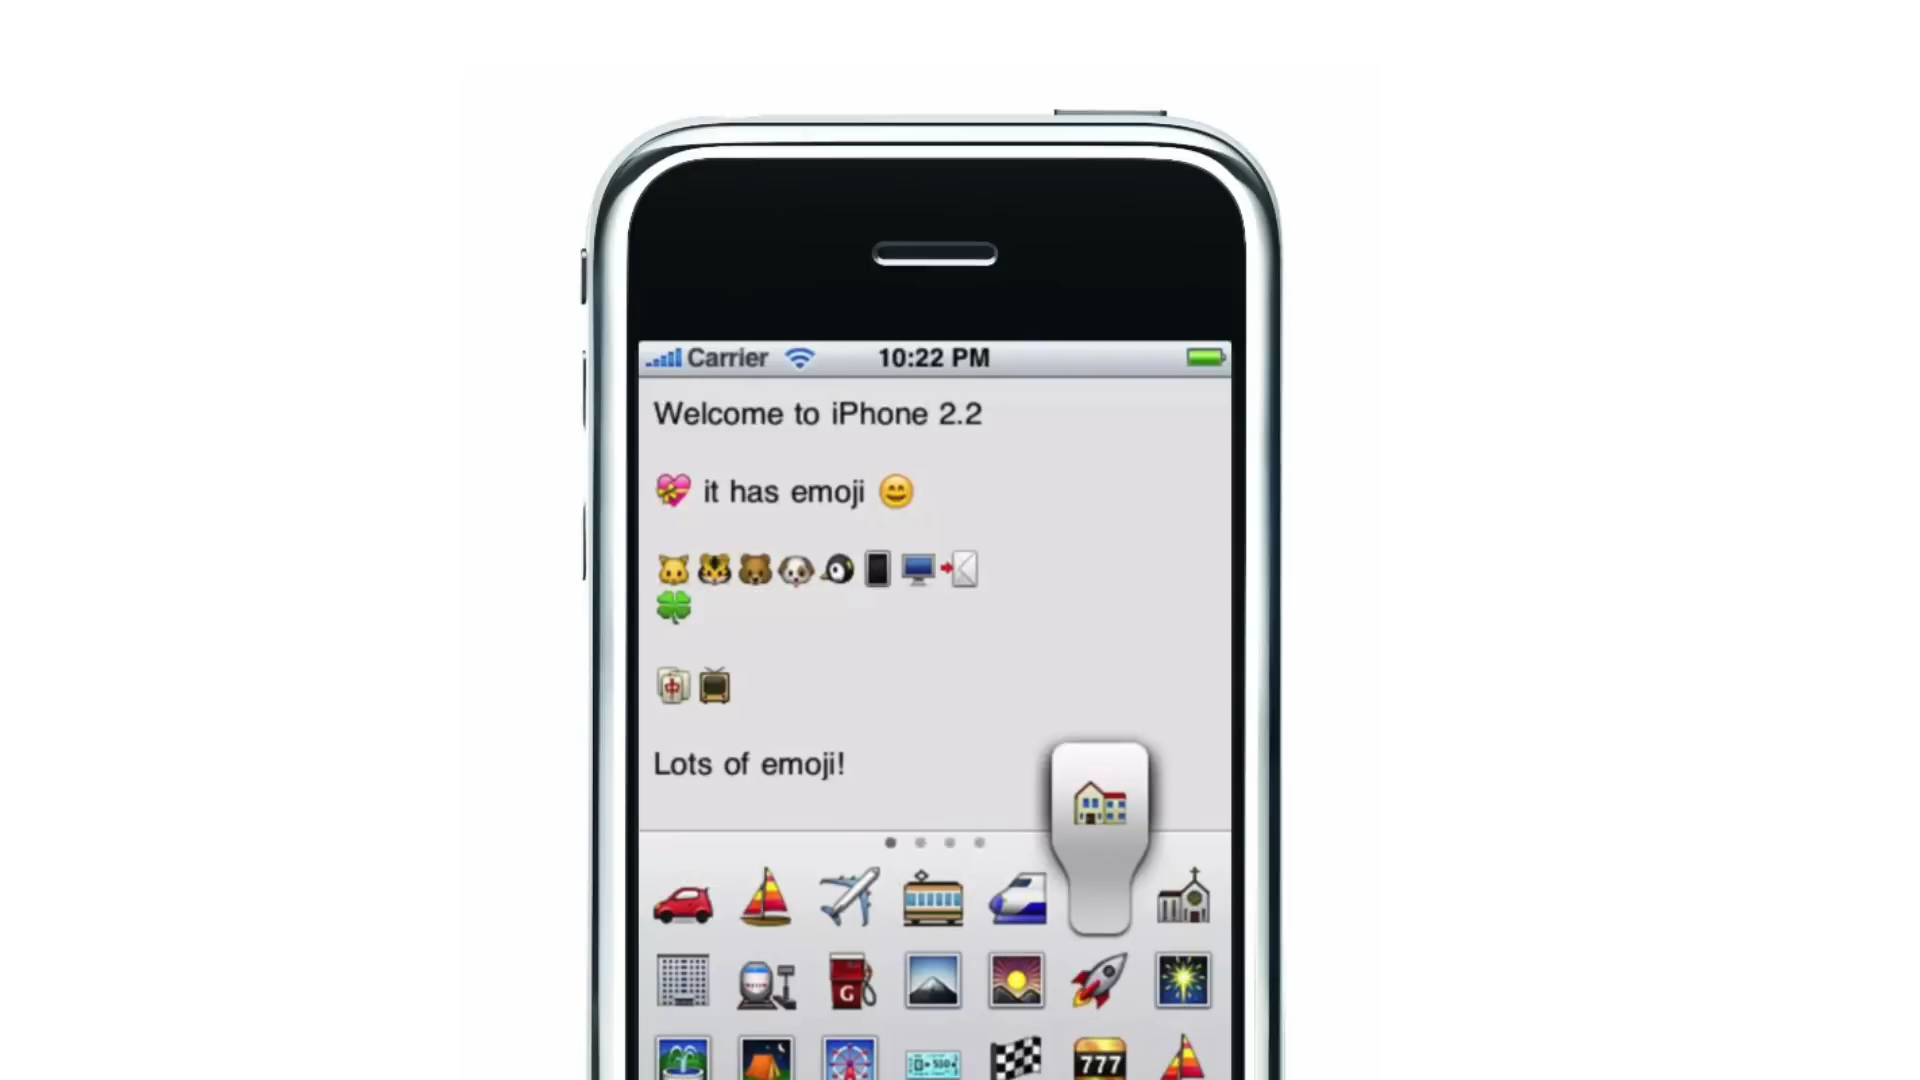 Carrier 10:22 PM
Welcome to iPhone 2.2
💝 it has emoji 😄
🐱🐯🐻🐶🐧📱🖥📩
🍀
🀄📺
Lots of emoji!
G
777